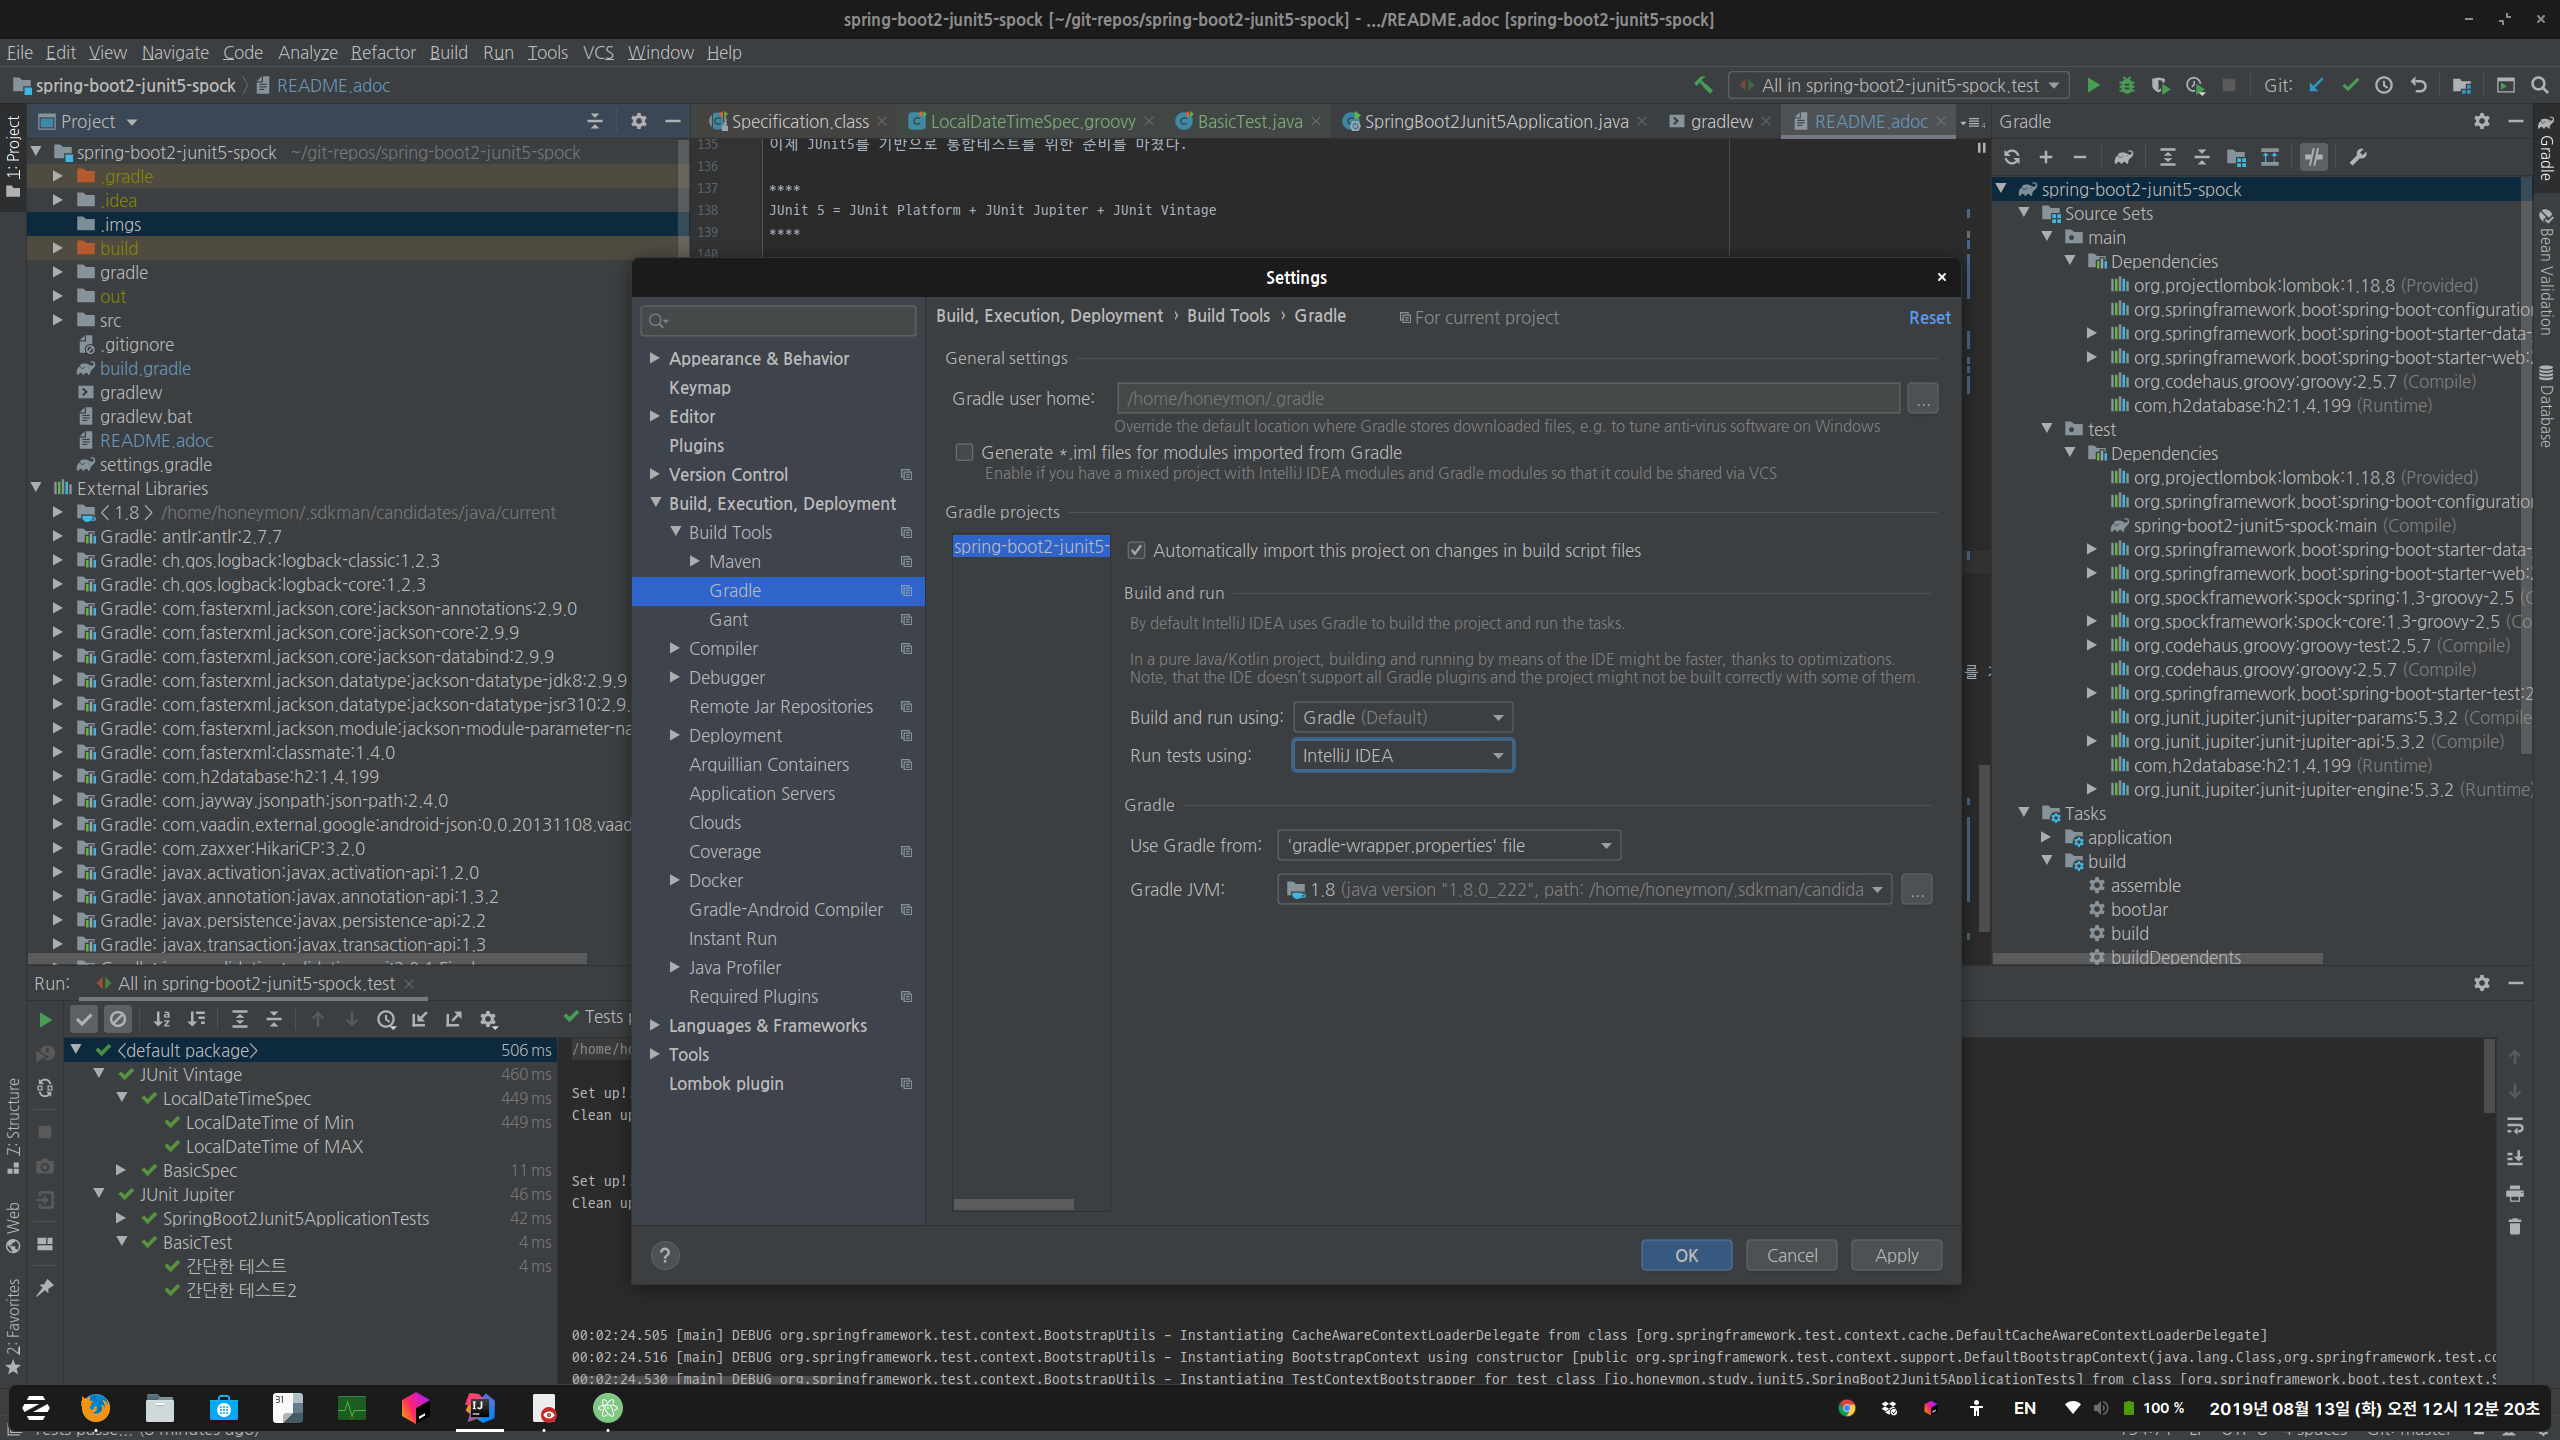 spring-boot2-junit5-spock [~/git-repos/spring-boot2-junit5-spock] - .../README.adoc [spring-boot2-junit5-spock]
File Edit View Navigate Code Analyze Refactor Build Run Tools VCS Window Help
spring-boot2-junit5-spock README.adoc
All in spring-boot2-junit5-spock.test
Git:
1: Project
Project
spring-boot2-junit5-spock ~/git-repos/spring-boot2-junit5-spock
.gradle
.idea
.imgs
build
gradle
out
src
.gitignore
build.gradle
gradlew
gradlew.bat
README.adoc
settings.gradle
External Libraries
< 1.8 > /home/honeymon/.sdkman/candidates/java/current
Gradle: antlr:antlr:2.7.7
Gradle: ch.qos.logback:logback-classic:1.2.3
Gradle: ch.qos.logback:logback-core:1.2.3
Gradle: com.fasterxml.jackson.core:jackson-annotations:2.9.0
Gradle: com.fasterxml.jackson.core:jackson-core:2.9.9
Gradle: com.fasterxml.jackson.core:jackson-databind:2.9.9
Gradle: com.fasterxml.jackson.datatype:jackson-datatype-jdk8:2.9.9
Gradle: com.fasterxml.jackson.datatype:jackson-datatype-jsr310:2.9.
Gradle: com.fasterxml.jackson.module:jackson-module-parameter-na
Gradle: com.fasterxml:classmate:1.4.0
Gradle: com.h2database:h2:1.4.199
Gradle: com.jayway.jsonpath:json-path:2.4.0
Gradle: com.vaadin.external.google:android-json:0.0.20131108.vaad
Gradle: com.zaxxer:HikariCP:3.2.0
Gradle: javax.activation:javax.activation-api:1.2.0
Gradle: javax.annotation:javax.annotation-api:1.3.2
Gradle: javax.persistence:javax.persistence-api:2.2
Gradle: javax.transaction:javax.transaction-api:1.3
Specification.class LocalDateTimeSpec.groovy BasicTest.java SpringBoot2Junit5Application.java gradlew README.adoc
135 이제 JUnit5를 기반으로 통합테스트를 위한 준비를 마쳤다.
136
137 ****
138 JUnit 5 = JUnit Platform + JUnit Jupiter + JUnit Vintage
139 ****
140
를
Settings
Appearance & Behavior
Keymap
Editor
Plugins
Version Control
Build, Execution, Deployment
Build Tools
Maven
Gradle
Gant
Compiler
Debugger
Remote Jar Repositories
Deployment
Arquillian Containers
Application Servers
Clouds
Coverage
Docker
Gradle-Android Compiler
Instant Run
Java Profiler
Required Plugins
Languages & Frameworks
Tools
Lombok plugin
Build, Execution, Deployment › Build Tools › Gradle For current project Reset
General settings
Gradle user home: /home/honeymon/.gradle ...
Override the default location where Gradle stores downloaded files, e.g. to tune anti-virus software on Windows
Generate *.iml files for modules imported from Gradle
Enable if you have a mixed project with IntelliJ IDEA modules and Gradle modules so that it could be shared via VCS
Gradle projects
spring-boot2-junit5-
Automatically import this project on changes in build script files
Build and run
By default IntelliJ IDEA uses Gradle to build the project and run the tasks.
In a pure Java/Kotlin project, building and running by means of the IDE might be faster, thanks to optimizations.
Note, that the IDE doesn't support all Gradle plugins and the project might not be built correctly with some of them.
Build and run using: Gradle (Default)
Run tests using: IntelliJ IDEA
Gradle
Use Gradle from: 'gradle-wrapper.properties' file
Gradle JVM: 1.8 (java version "1.8.0_222", path: /home/honeymon/.sdkman/candida ...
? OK Cancel Apply
Gradle
spring-boot2-junit5-spock
Source Sets
main
Dependencies
org.projectlombok:lombok:1.18.8 (Provided)
org.springframework.boot:spring-boot-configuration
org.springframework.boot:spring-boot-starter-data-
org.springframework.boot:spring-boot-starter-web:
org.codehaus.groovy:groovy:2.5.7 (Compile)
com.h2database:h2:1.4.199 (Runtime)
test
Dependencies
org.projectlombok:lombok:1.18.8 (Provided)
org.springframework.boot:spring-boot-configuration
spring-boot2-junit5-spock:main (Compile)
org.springframework.boot:spring-boot-starter-data-
org.springframework.boot:spring-boot-starter-web:
org.spockframework:spock-spring:1.3-groovy-2.5 (C
org.spockframework:spock-core:1.3-groovy-2.5 (Co
org.codehaus.groovy:groovy-test:2.5.7 (Compile)
org.codehaus.groovy:groovy:2.5.7 (Compile)
org.springframework.boot:spring-boot-starter-test:2
org.junit.jupiter:junit-jupiter-params:5.3.2 (Compile
org.junit.jupiter:junit-jupiter-api:5.3.2 (Compile)
com.h2database:h2:1.4.199 (Runtime)
org.junit.jupiter:junit-jupiter-engine:5.3.2 (Runtime)
Tasks
application
build
assemble
bootJar
build
buildDependents
Gradle
Bean Validation
Database
Run: All in spring-boot2-junit5-spock.test
Tests
<default package> 506 ms
JUnit Vintage 460 ms
LocalDateTimeSpec 449 ms
LocalDateTime of Min 449 ms
LocalDateTime of MAX
BasicSpec 11 ms
JUnit Jupiter 46 ms
SpringBoot2Junit5ApplicationTests 42 ms
BasicTest 4 ms
간단한 테스트 4 ms
간단한 테스트2
/home/ho
Set up!
Clean up
Set up!
Clean up
00:02:24.505 [main] DEBUG org.springframework.test.context.BootstrapUtils - Instantiating CacheAwareContextLoaderDelegate from class [org.springframework.test.context.cache.DefaultCacheAwareContextLoaderDelegate]
00:02:24.516 [main] DEBUG org.springframework.test.context.BootstrapUtils - Instantiating BootstrapContext using constructor [public org.springframework.test.context.support.DefaultBootstrapContext(java.lang.Class,org.springframework.test.co
00:02:24.530 [main] DEBUG org.springframework.test.context.BootstrapUtils - Instantiating TestContextBootstrapper for test class [io.honeymon.study.junit5.SpringBoot2Junit5ApplicationTests] from class [org.springframework.boot.test.context.S
7: Structure
Web
2: Favorites
31
IJ
EN 100 % 2019년 08월 13일 (화) 오전 12시 12분 20초